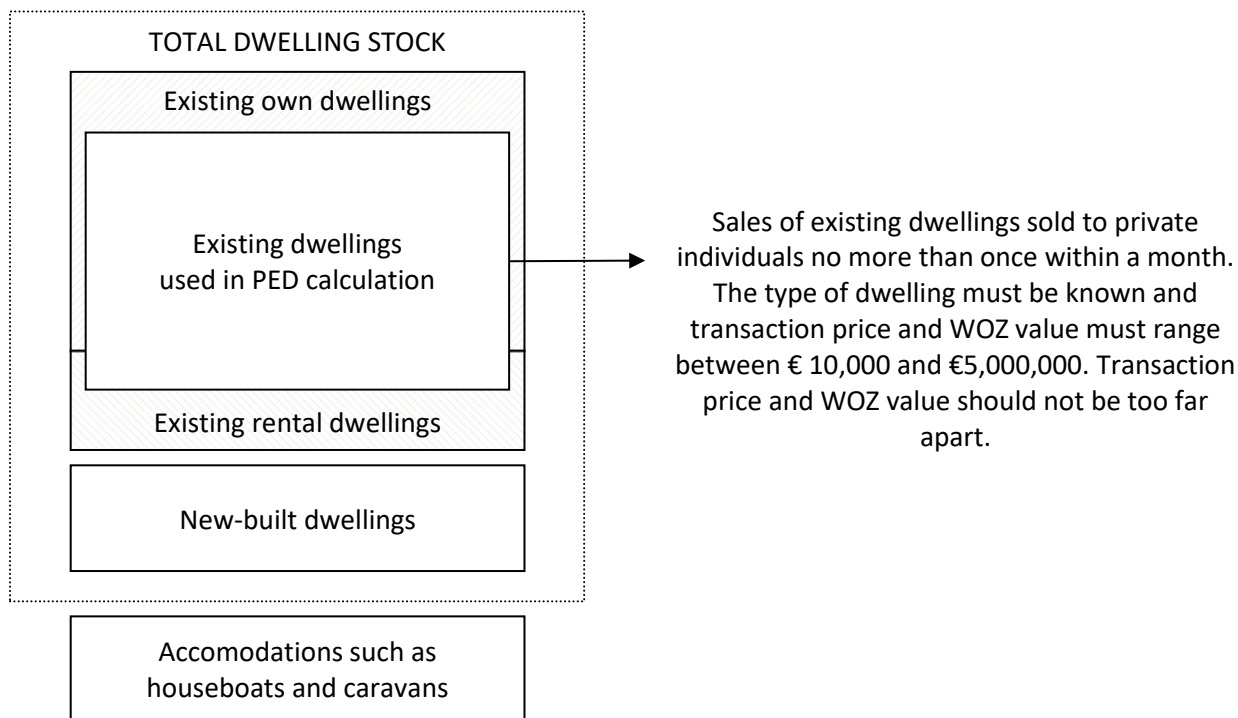 TOTAL DWELLING STOCK
Existing own dwellings
Existing dwellings
used in PED calculation
Existing rental dwellings
New-built dwellings
Accomodations such as
houseboats and caravans
Sales of existing dwellings sold to private
individuals no more than once within a month.
The type of dwelling must be known and
transaction price and WOZ value must range
between € 10,000 and €5,000,000. Transaction
price and WOZ value should not be too far
apart.